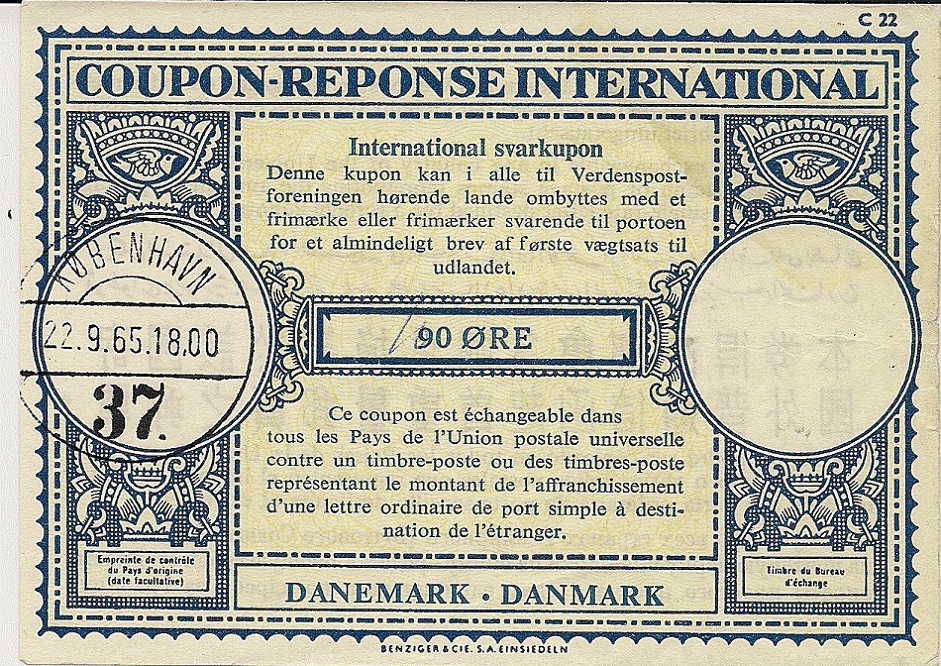 C 22
COUPON-REPONSE INTERNATIONAL
International svarkupon
Denne kupon kan i alle til Verdenspost-
foreningen hørende lande ombyttes med et
frimærke eller frimærker svarende til portoen
for et almindeligt brev af første vægtsats til
udlandet.
KØBENHAVN
22.9.65.18.00
37.
90 ØRE
Ce coupon est échangeable dans
tous les Pays de l'Union postale universelle
contre un timbre-poste ou des timbres-poste
représentant le montant de l'affranchissement
d'une lettre ordinaire de port simple à desti-
nation de l'étranger.
Empreinte de contrôle
du Pays d'origine
(date facultative)
Timbre du Bureau
d'échange
DANEMARK · DANMARK
BENZIGER & CIE. S.A. EINSIEDELN